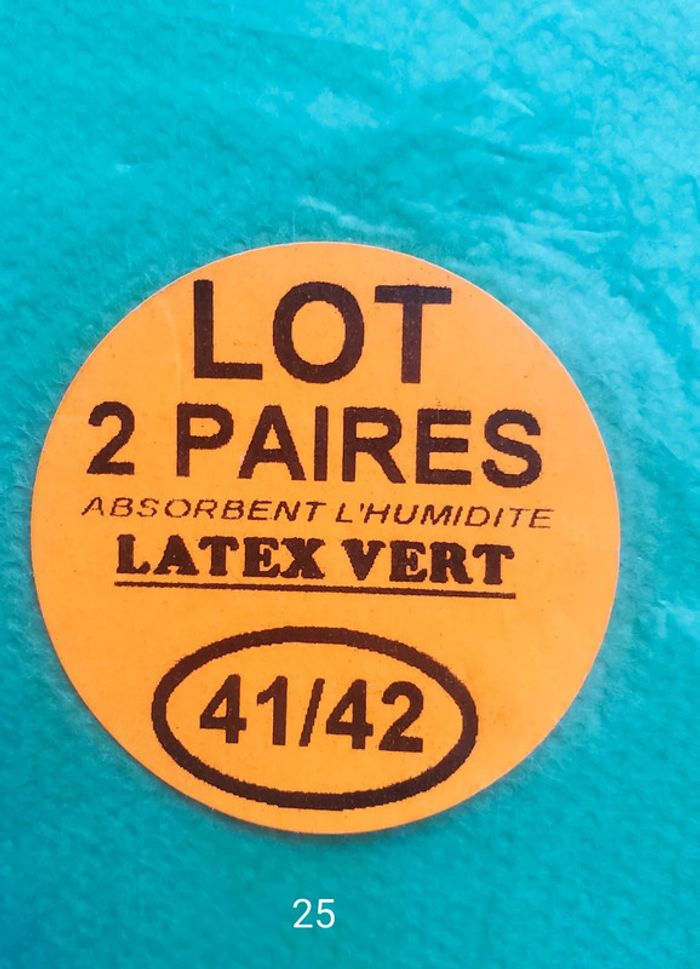 LOT
2 PAIRES
ABSORBENT L'HUMIDITE
LATEX VERT
41/42
25